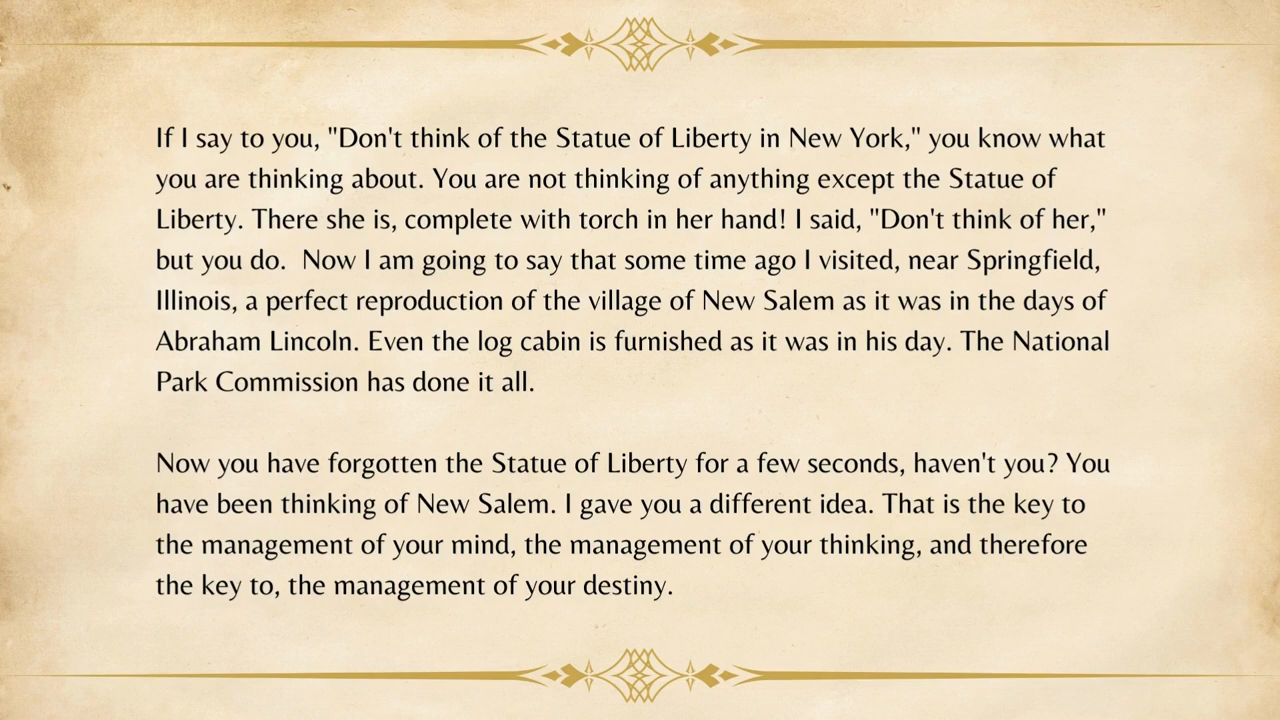 If I say to you, "Don't think of the Statue of Liberty in New York," you know what
you are thinking about. You are not thinking of anything except the Statue of
Liberty. There she is, complete with torch in her hand! I said, "Don't think of her,"
but you do.  Now I am going to say that some time ago I visited, near Springfield,
Illinois, a perfect reproduction of the village of New Salem as it was in the days of
Abraham Lincoln. Even the log cabin is furnished as it was in his day. The National
Park Commission has done it all.
Now you have forgotten the Statue of Liberty for a few seconds, haven't you? You
have been thinking of New Salem. I gave you a different idea. That is the key to
the management of your mind, the management of your thinking, and therefore
the key to, the management of your destiny.